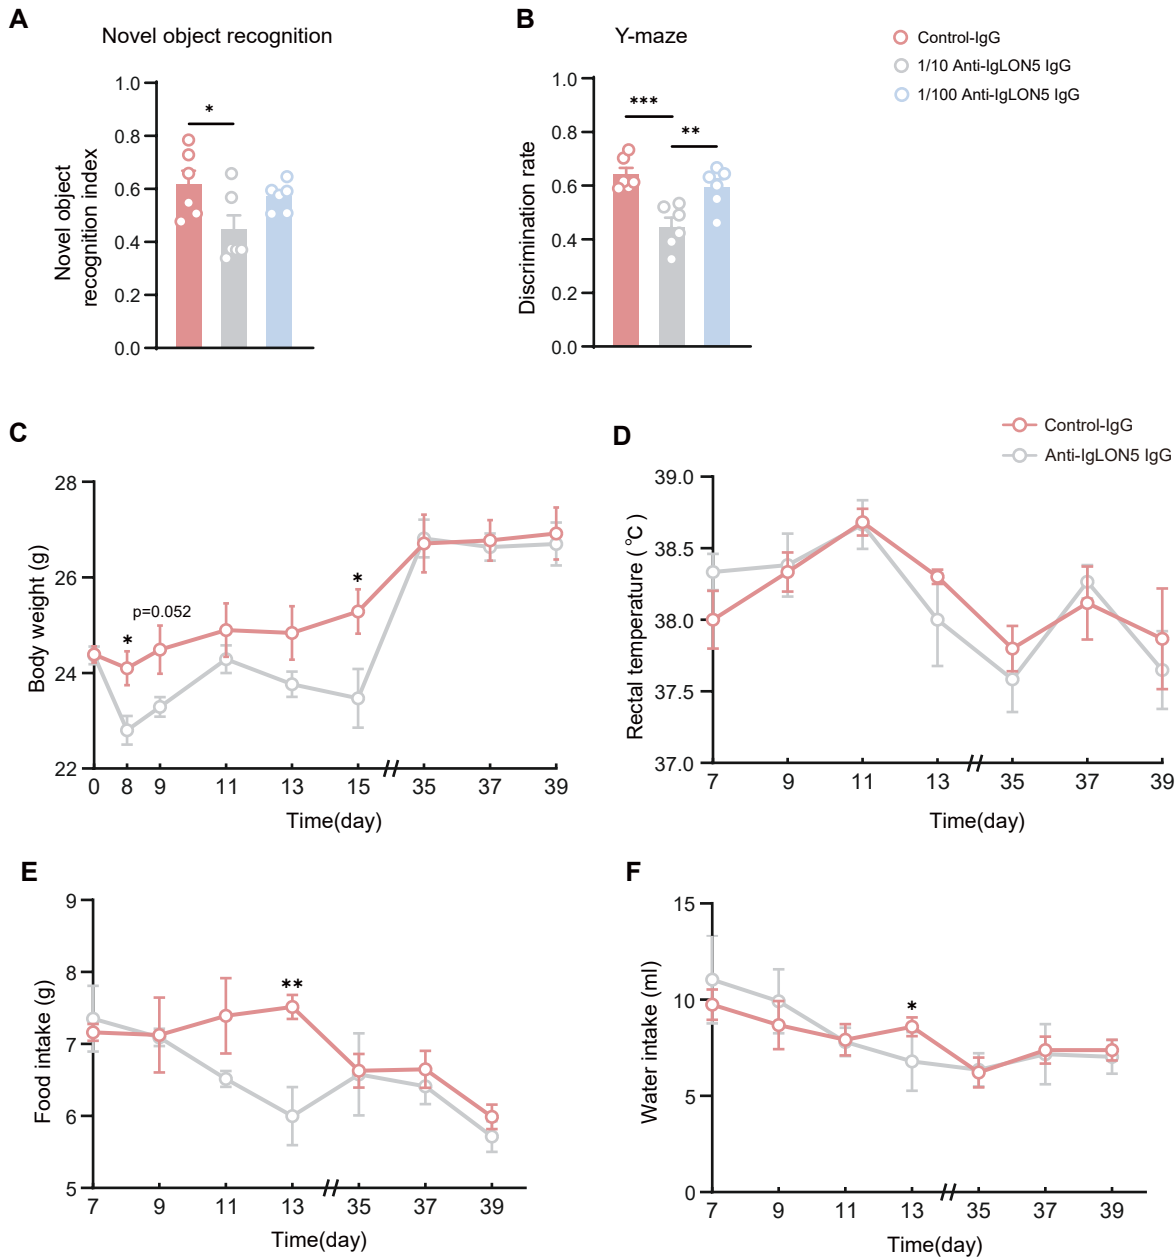 A
Novel object recognition
Novel object
recognition index
1.0
0.8
0.6
0.4
0.2
0.0
*
B
Y-maze
Discrimination rate
1.0
0.8
0.6
0.4
0.2
0.0
***
**
Control-IgG
1/10 Anti-IgLON5 IgG
1/100 Anti-IgLON5 IgG
C
Body weight (g)
28
26
24
22
*
p=0.052
*
0 8 9 11 13 15 35 37 39
Time(day)
D
Control-IgG
Anti-IgLON5 IgG
Rectal temperature (°C)
39.0
38.5
38.0
37.5
37.0
7 9 11 13 35 37 39
Time(day)
E
Food intake (g)
9
8
7
6
5
**
7 9 11 13 35 37 39
Time(day)
F
Water intake (ml)
15
10
5
0
*
7 9 11 13 35 37 39
Time(day)